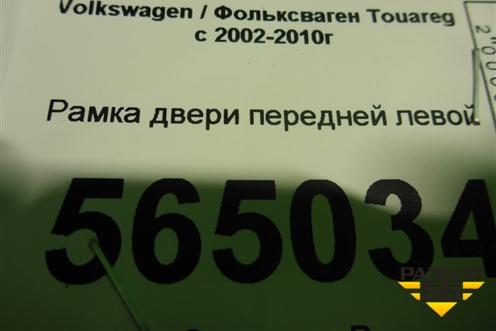 Volkswagen / Фольксваген Touareg
с 2002-2010г
Рамка двери передней левой
565034